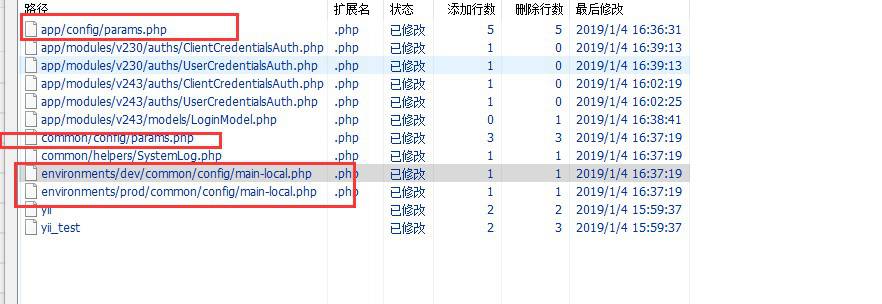 路径 扩展名 状态 添加行数 删除行数 最后修改
app/config/params.php .php 已修改 5 5 2019/1/4 16:36:31
app/modules/v230/auths/ClientCredentialsAuth.php .php 已修改 1 0 2019/1/4 16:39:13
app/modules/v230/auths/UserCredentialsAuth.php .php 已修改 1 0 2019/1/4 16:39:13
app/modules/v243/auths/ClientCredentialsAuth.php .php 已修改 1 0 2019/1/4 16:02:19
app/modules/v243/auths/UserCredentialsAuth.php .php 已修改 1 0 2019/1/4 16:02:25
app/modules/v243/models/LoginModel.php .php 已修改 0 1 2019/1/4 16:38:41
common/config/params.php .php 已修改 3 3 2019/1/4 16:37:19
common/helpers/SystemLog.php .php 已修改 1 1 2019/1/4 16:37:19
environments/dev/common/config/main-local.php .php 已修改 1 1 2019/1/4 16:37:19
environments/prod/common/config/main-local.php .php 已修改 1 1 2019/1/4 16:37:19
yii 已修改 2 2 2019/1/4 15:59:37
yii_test 已修改 2 3 2019/1/4 15:59:37